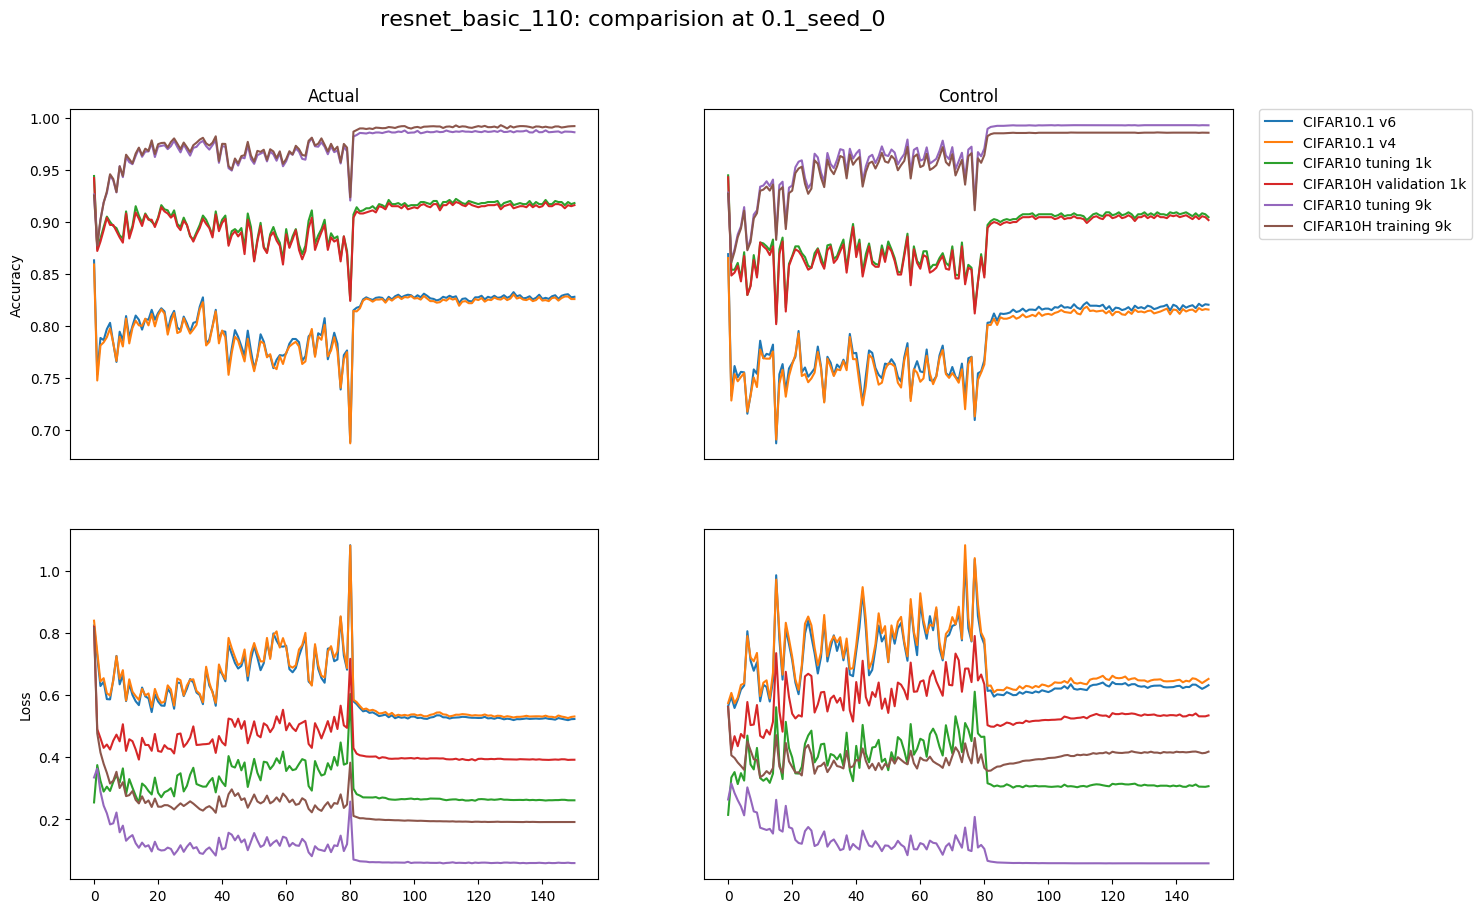 resnet_basic_110: comparision at 0.1_seed_0
Actual
Control
Accuracy
1.00
0.95
0.90
0.85
0.80
0.75
0.70
CIFAR10.1 v6
CIFAR10.1 v4
CIFAR10 tuning 1k
CIFAR10H validation 1k
CIFAR10 tuning 9k
CIFAR10H training 9k
Loss
1.0
0.8
0.6
0.4
0.2
0 20 40 60 80 100 120 140
0 20 40 60 80 100 120 140